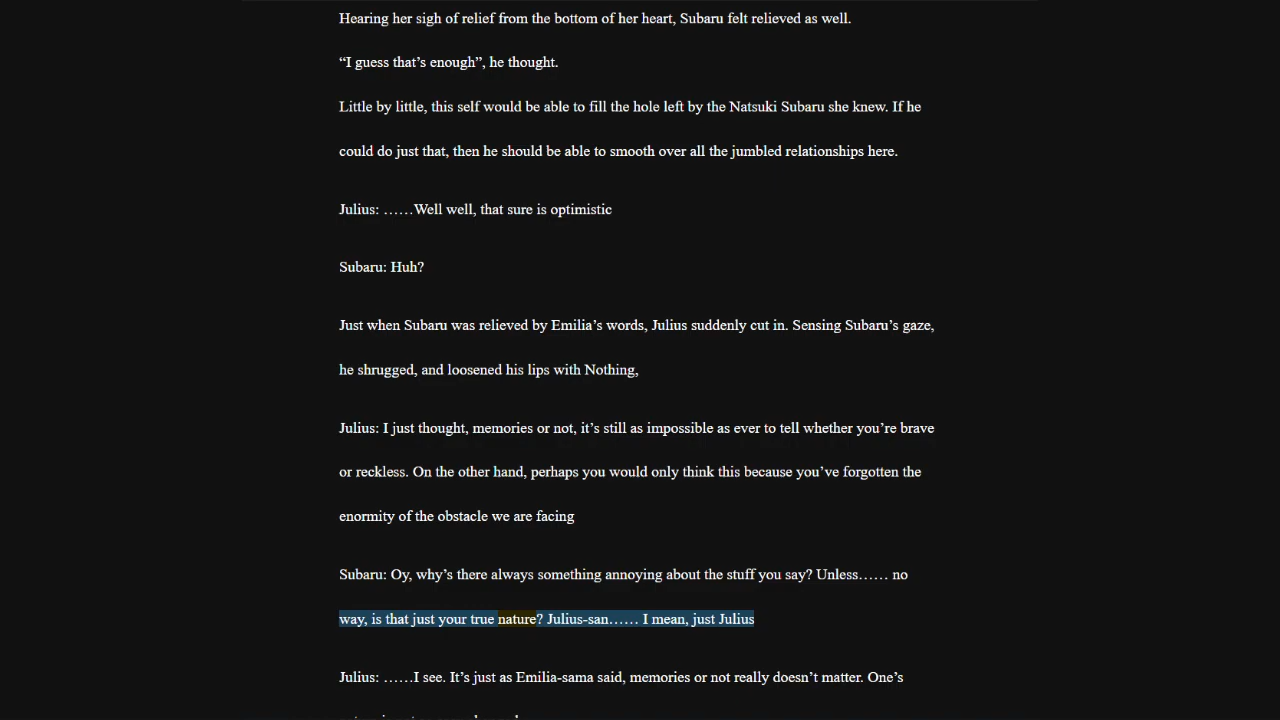 Hearing her sigh of relief from the bottom of her heart, Subaru felt relieved as well.
“I guess that’s enough”, he thought.
Little by little, this self would be able to fill the hole left by the Natsuki Subaru she knew. If he
could do just that, then he should be able to smooth over all the jumbled relationships here.
Julius: ……Well well, that sure is optimistic
Subaru: Huh?
Just when Subaru was relieved by Emilia’s words, Julius suddenly cut in. Sensing Subaru’s gaze,
he shrugged, and loosened his lips with Nothing,
Julius: I just thought, memories or not, it’s still as impossible as ever to tell whether you’re brave
or reckless. On the other hand, perhaps you would only think this because you’ve forgotten the
enormity of the obstacle we are facing
Subaru: Oy, why’s there always something annoying about the stuff you say? Unless…… no
way, is that just your true nature? Julius-san…… I mean, just Julius
Julius: ……I see. It’s just as Emilia-sama said, memories or not really doesn’t matter. One’s